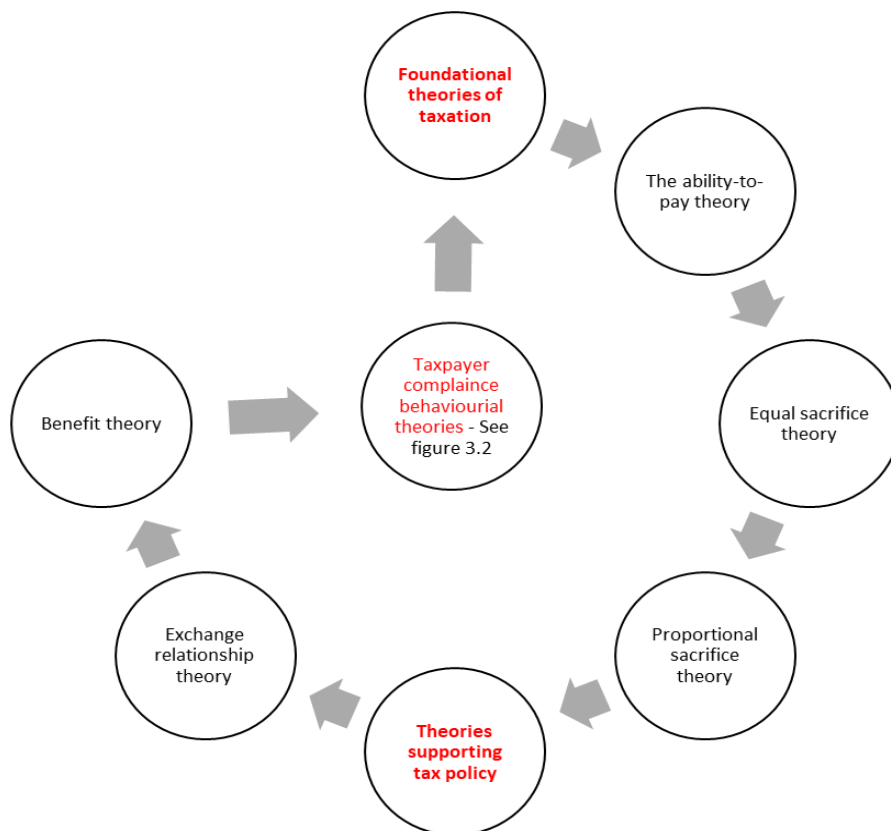 Foundational
theories of
taxation
The ability-to-
pay theory
Equal sacrifice
theory
Proportional
sacrifice
theory
Theories
supporting
tax policy
Exchange
relationship
theory
Benefit theory
Taxpayer
complaince
behaviourial
theories - See
figure 3.2